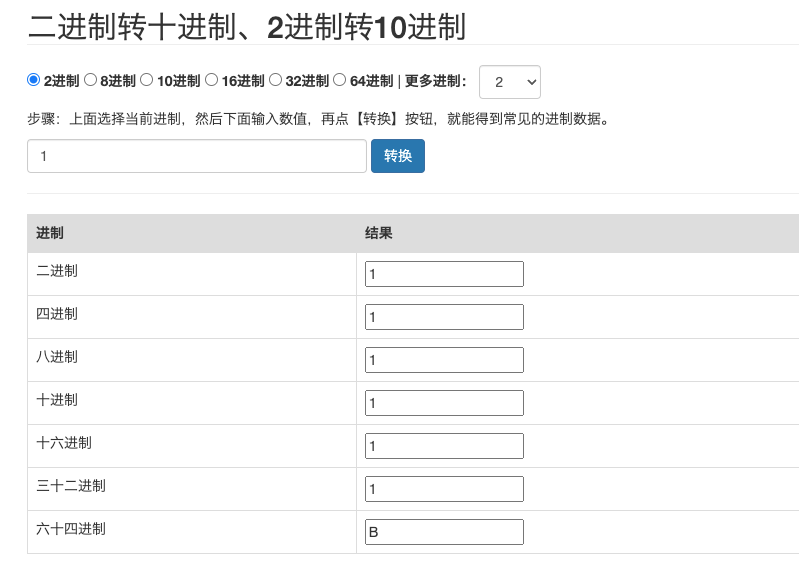 二进制转十进制、2进制转10进制
2进制 8进制 10进制 16进制 32进制 64进制 | 更多进制： 2
步骤：上面选择当前进制，然后下面输入数值，再点【转换】按钮，就能得到常见的进制数据。
1 转换
进制 结果
二进制 1
四进制 1
八进制 1
十进制 1
十六进制 1
三十二进制 1
六十四进制 B